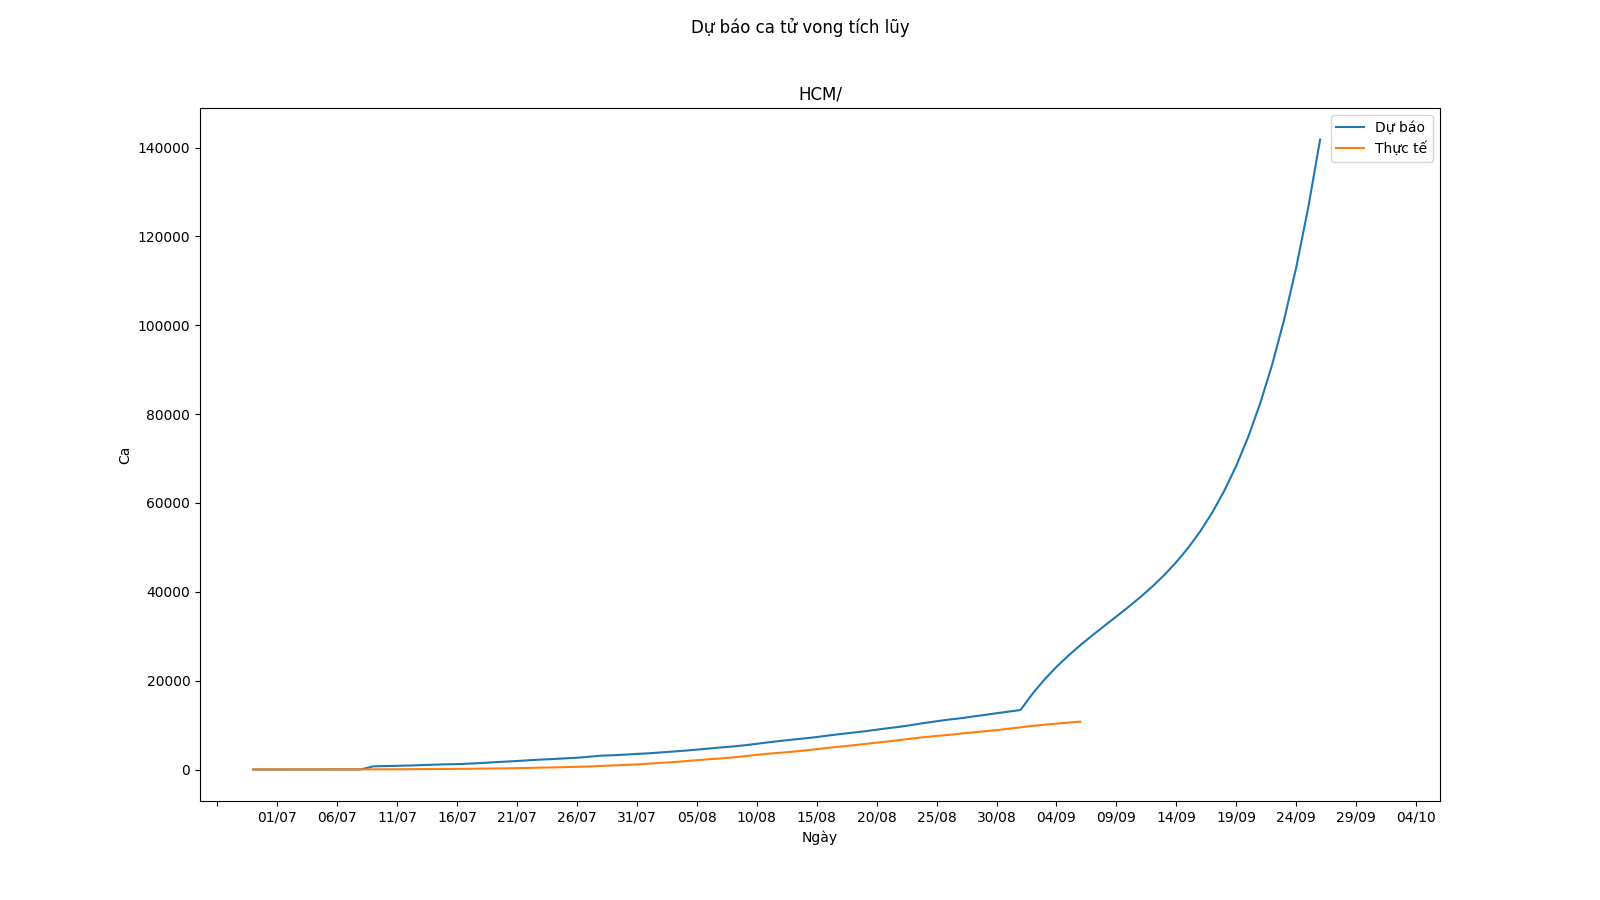 Dự báo ca tử vong tích lũy
HCM/
Dự báo
Thực tế
140000
120000
100000
80000
60000
40000
20000
0
Ca
01/07 06/07 11/07 16/07 21/07 26/07 31/07 05/08 10/08 15/08 20/08 25/08 30/08 04/09 09/09 14/09 19/09 24/09 29/09 04/10
Ngày